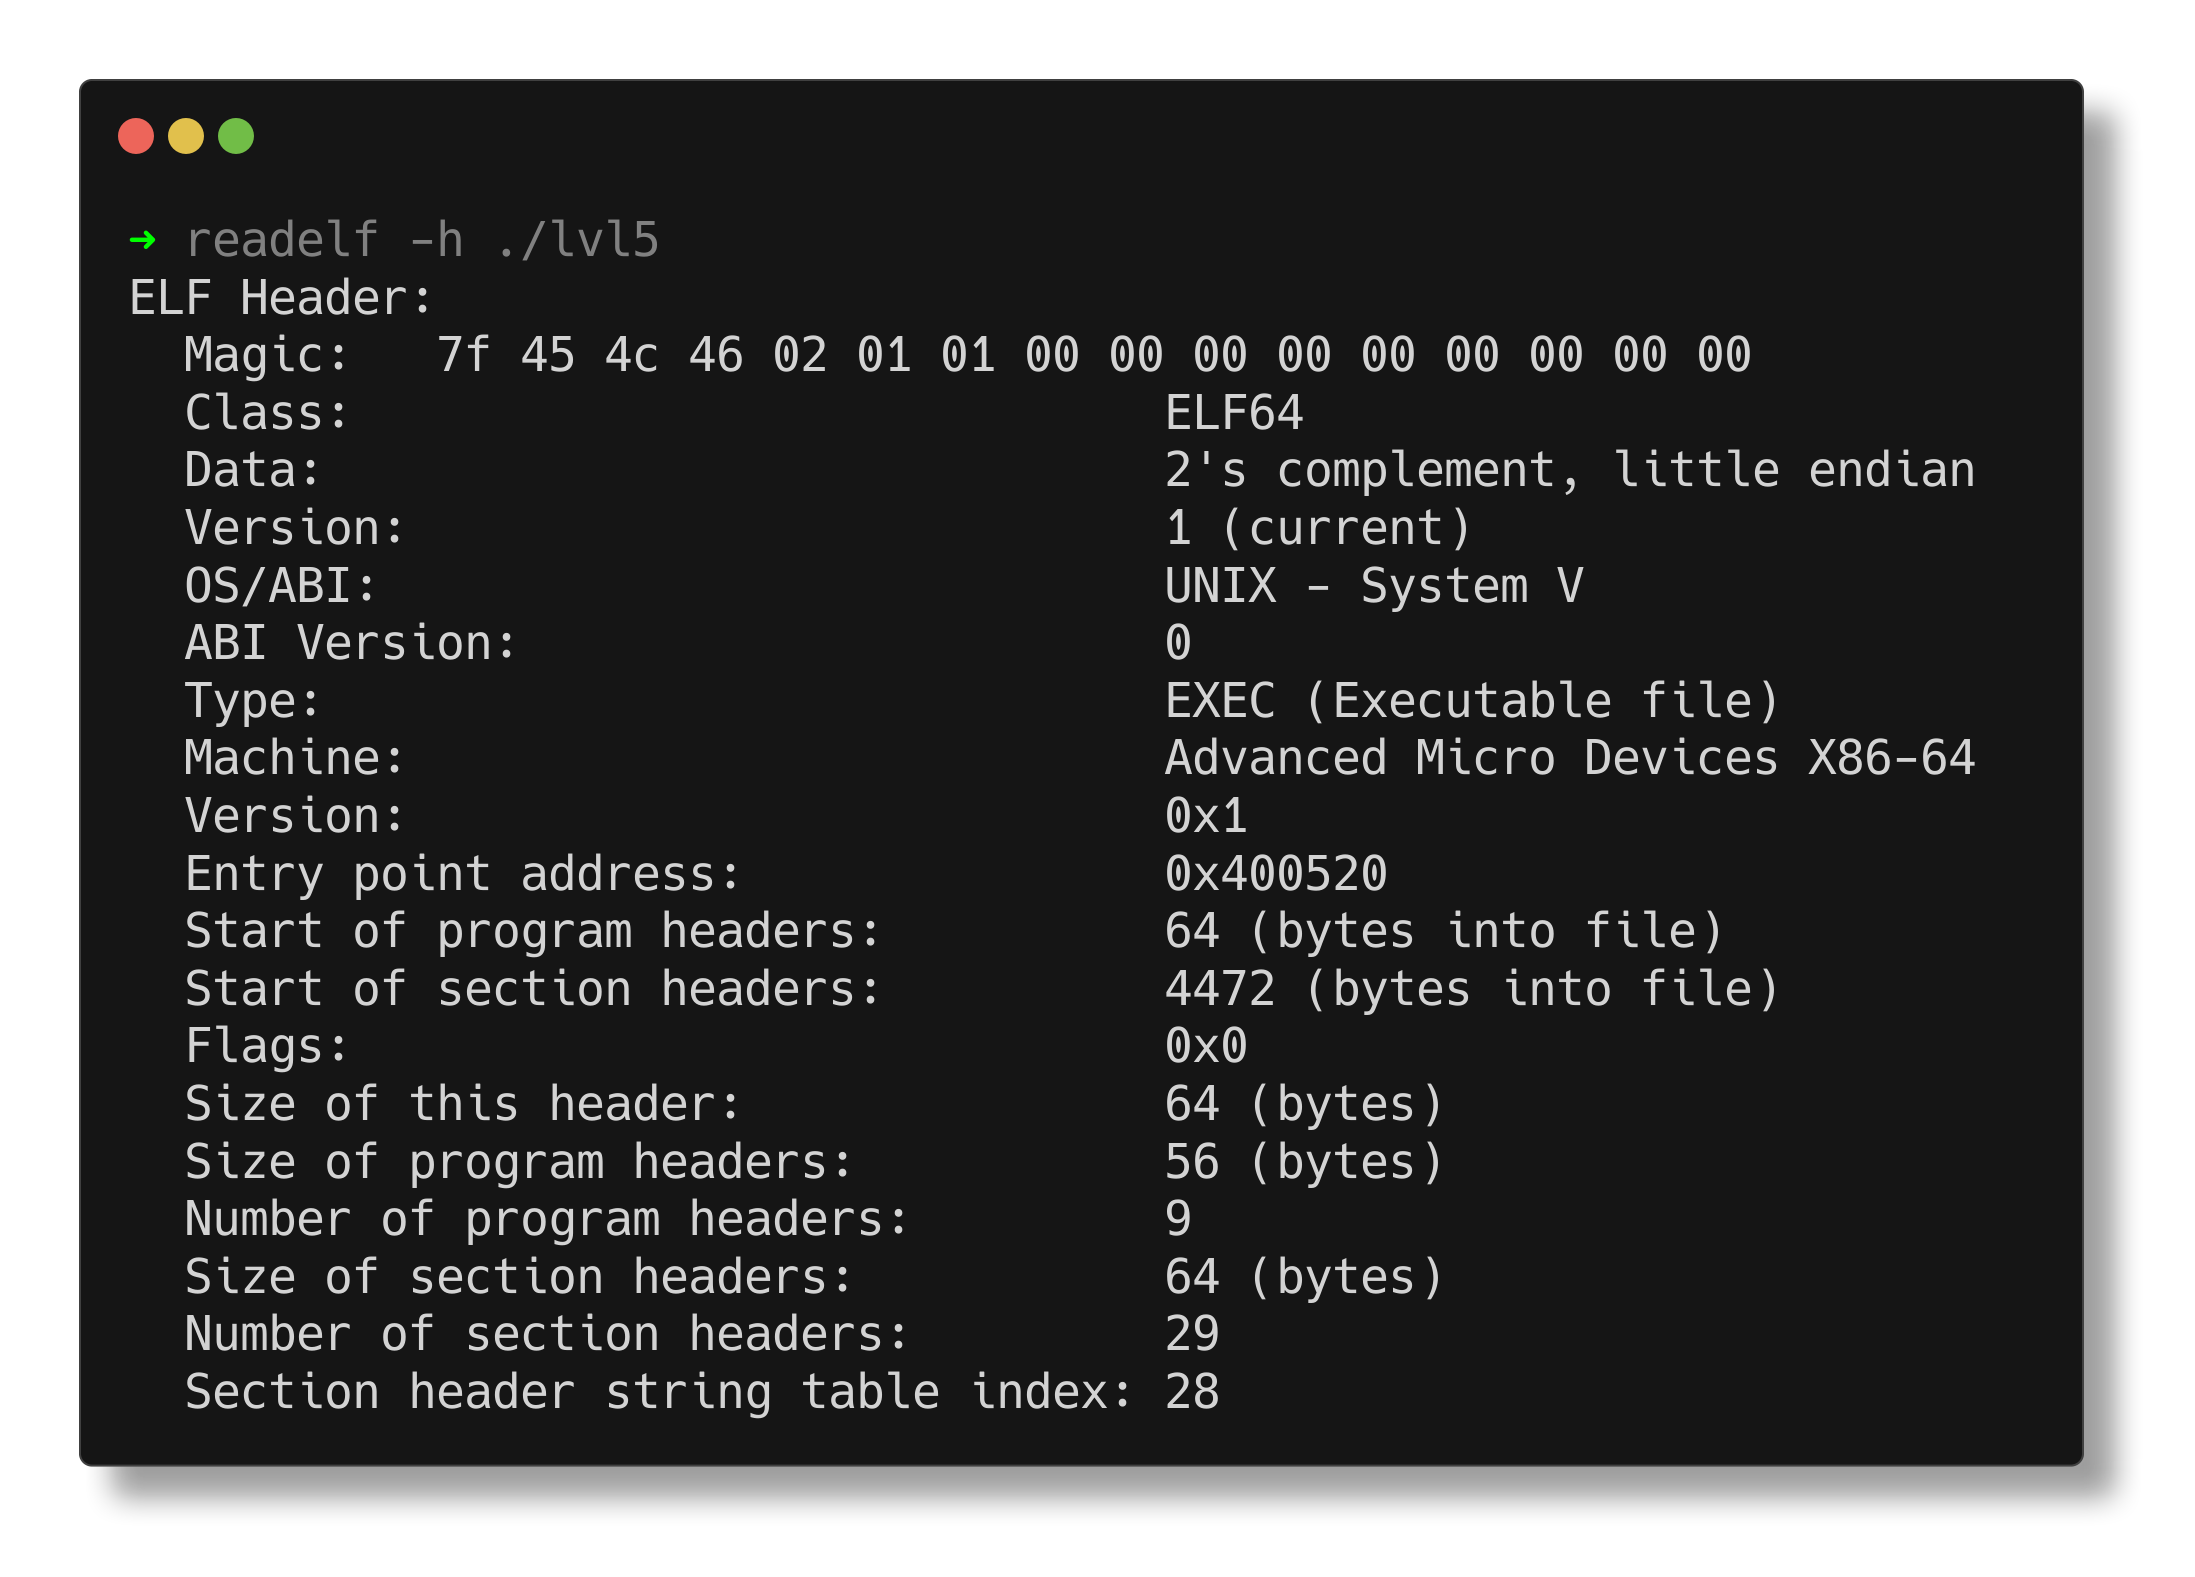 ➜ readelf -h ./lvl5
ELF Header:
  Magic:   7f 45 4c 46 02 01 01 00 00 00 00 00 00 00 00 00
  Class:                             ELF64
  Data:                              2's complement, little endian
  Version:                           1 (current)
  OS/ABI:                            UNIX - System V
  ABI Version:                       0
  Type:                              EXEC (Executable file)
  Machine:                           Advanced Micro Devices X86-64
  Version:                           0x1
  Entry point address:               0x400520
  Start of program headers:          64 (bytes into file)
  Start of section headers:          4472 (bytes into file)
  Flags:                             0x0
  Size of this header:               64 (bytes)
  Size of program headers:           56 (bytes)
  Number of program headers:         9
  Size of section headers:           64 (bytes)
  Number of section headers:         29
  Section header string table index: 28